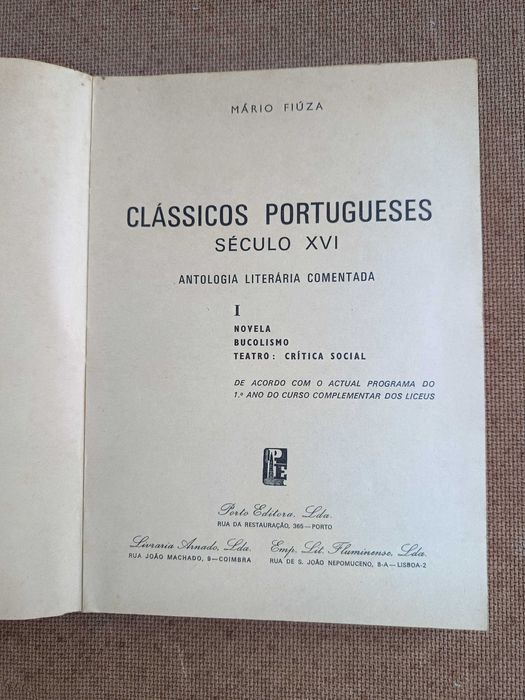 MÁRIO FIÚZA
CLÁSSICOS PORTUGUESES
SÉCULO XVI
ANTOLOGIA LITERÁRIA COMENTADA
I
NOVELA
BUCOLISMO
TEATRO: CRÍTICA SOCIAL
DE ACORDO COM O ACTUAL PROGRAMA DO
1.º ANO DO CURSO COMPLEMENTAR DOS LICEUS
PE
Porto Editora, Lda.
RUA DA RESTAURAÇÃO, 365—PORTO
Livraria Arnado, Lda.
RUA JOÃO MACHADO, 9—COIMBRA
Emp. Lit. Fluminense, Lda.
RUA DE S. JOÃO NEPOMUCENO, 8-A—LISBOA-2